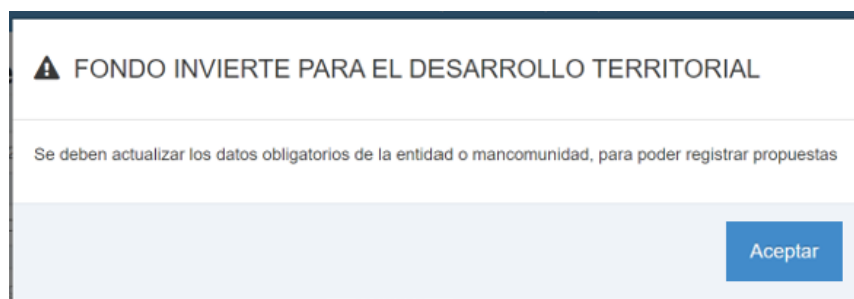 FONDO INVIERTE PARA EL DESARROLLO TERRITORIAL
Se deben actualizar los datos obligatorios de la entidad o mancomunidad, para poder registrar propuestas
Aceptar